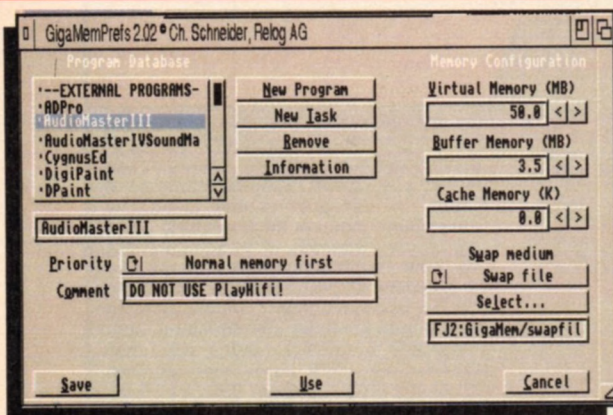 GigaMemPrefs 2.02 • Ch. Schneider, Relog AG
Program Database
•--EXTERNAL PROGRAMS-
•ADPro
•AudioMasterIII
•AudioMasterIVSoundMa
•CygnusEd
•DigiPaint
•DPaint
AudioMasterIII
New Program
New Task
Remove
Information
Priority Normal memory first
Comment DO NOT USE PlayHifi!
Memory Configuration
Virtual Memory (MB)
50.0 < >
Buffer Memory (MB)
3.5 < >
Cache Memory (K)
0.0 < >
Swap medium
Swap file
Select...
FJ2:GigaMem/swapfil
Save
Use
Cancel